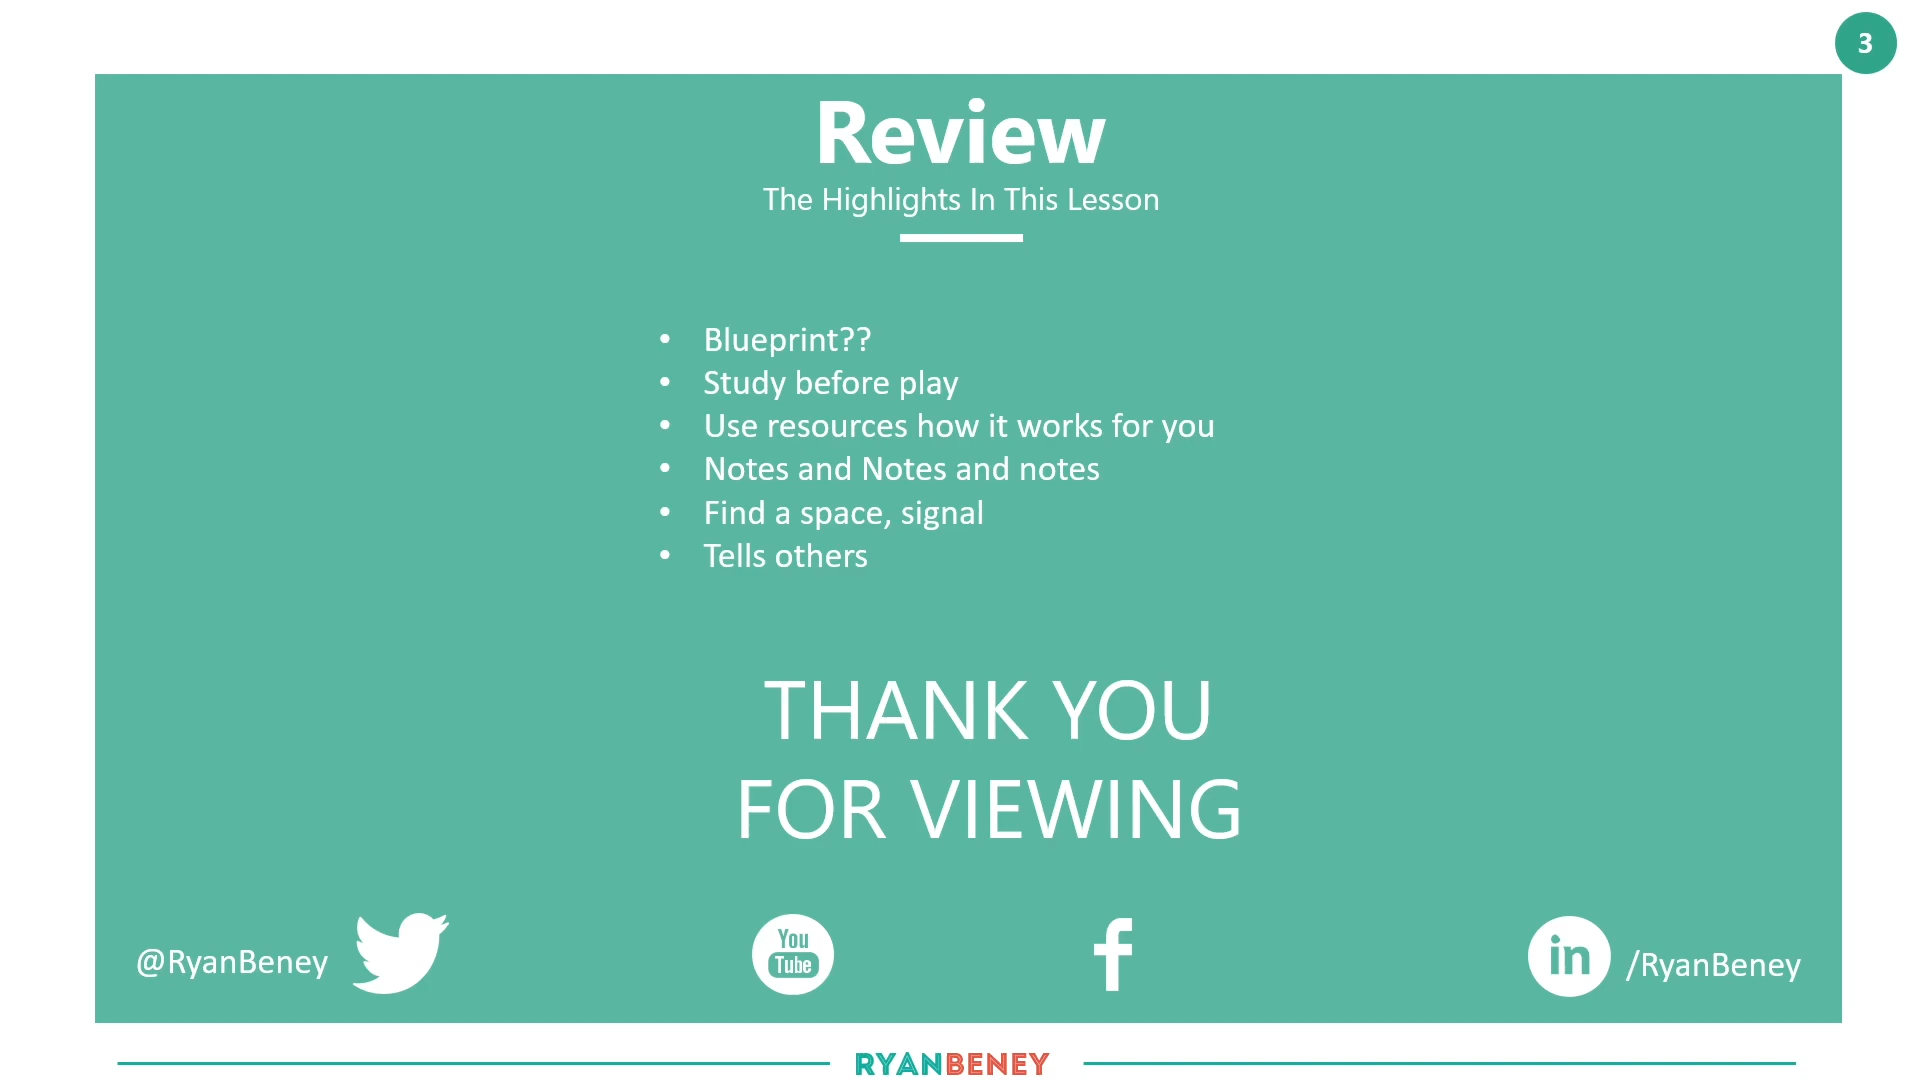 3
Review
The Highlights In This Lesson
• Blueprint??
• Study before play
• Use resources how it works for you
• Notes and Notes and notes
• Find a space, signal
• Tells others
THANK YOU
FOR VIEWING
@RyanBeney
You
Tube
f
in
/RyanBeney
RYANBENEY